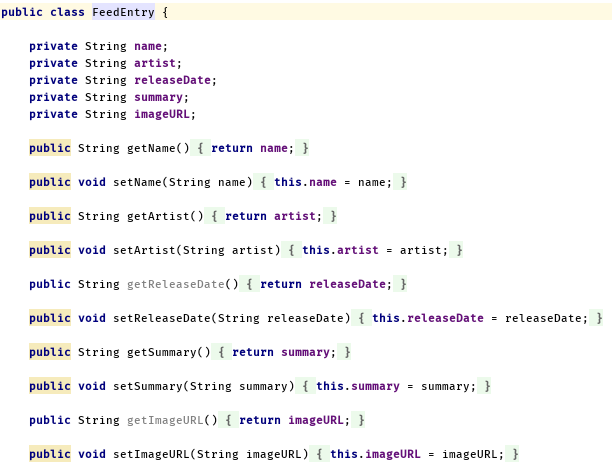 public class FeedEntry {
private String name;
private String artist;
private String releaseDate;
private String summary;
private String imageURL;
public String getName() { return name; }
public void setName(String name) { this.name = name; }
public String getArtist() { return artist; }
public void setArtist(String artist) { this.artist = artist; }
public String getReleaseDate() { return releaseDate; }
public void setReleaseDate(String releaseDate) { this.releaseDate = releaseDate; }
public String getSummary() { return summary; }
public void setSummary(String summary) { this.summary = summary; }
public String getImageURL() { return imageURL; }
public void setImageURL(String imageURL) { this.imageURL = imageURL; }